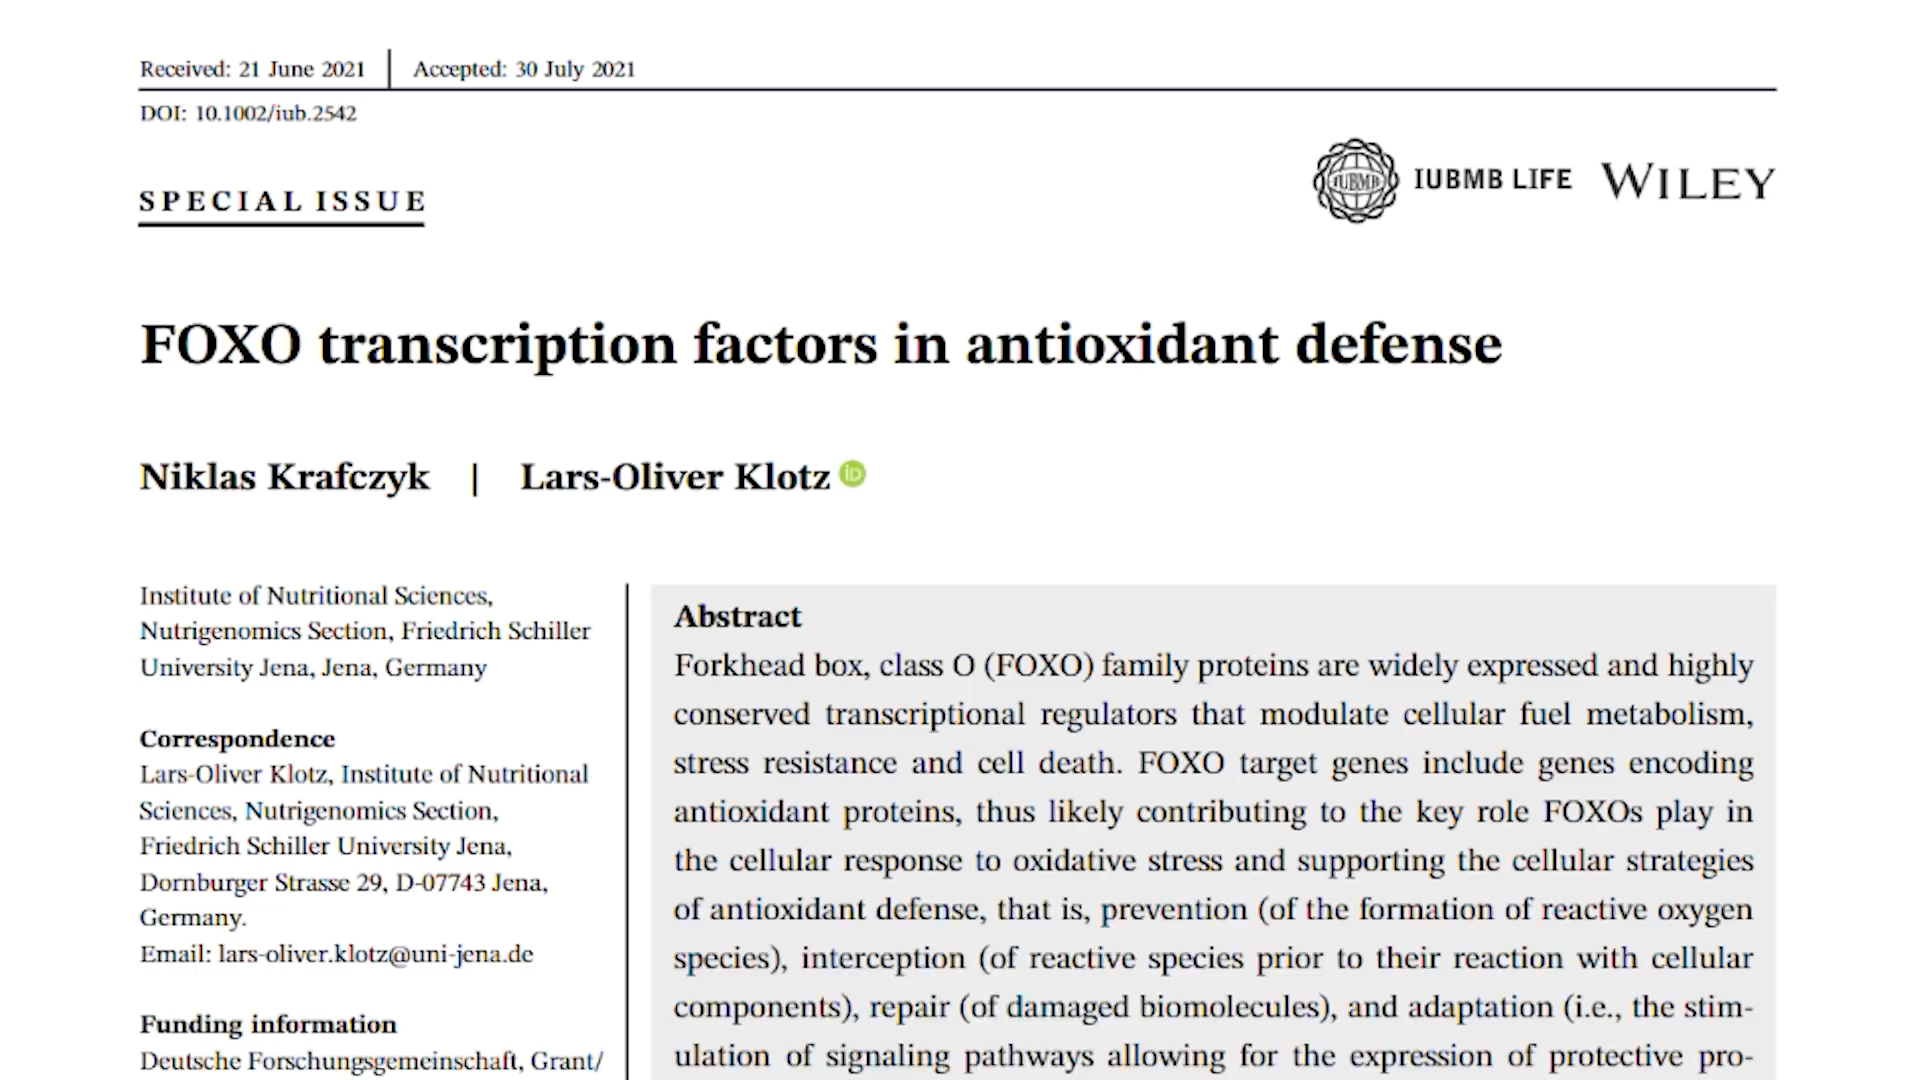 Received: 21 June 2021 | Accepted: 30 July 2021
DOI: 10.1002/iub.2542
SPECIAL ISSUE
IUBMB
IUBMB LIFE
WILEY
FOXO transcription factors in antioxidant defense
Niklas Krafczyk | Lars-Oliver Klotz iD
Institute of Nutritional Sciences,
Nutrigenomics Section, Friedrich Schiller
University Jena, Jena, Germany
Correspondence
Lars-Oliver Klotz, Institute of Nutritional
Sciences, Nutrigenomics Section,
Friedrich Schiller University Jena,
Dornburger Strasse 29, D-07743 Jena,
Germany.
Email: lars-oliver.klotz@uni-jena.de
Funding information
Deutsche Forschungsgemeinschaft, Grant/
Abstract
Forkhead box, class O (FOXO) family proteins are widely expressed and highly
conserved transcriptional regulators that modulate cellular fuel metabolism,
stress resistance and cell death. FOXO target genes include genes encoding
antioxidant proteins, thus likely contributing to the key role FOXOs play in
the cellular response to oxidative stress and supporting the cellular strategies
of antioxidant defense, that is, prevention (of the formation of reactive oxygen
species), interception (of reactive species prior to their reaction with cellular
components), repair (of damaged biomolecules), and adaptation (i.e., the stim-
ulation of signaling pathways allowing for the expression of protective pro-